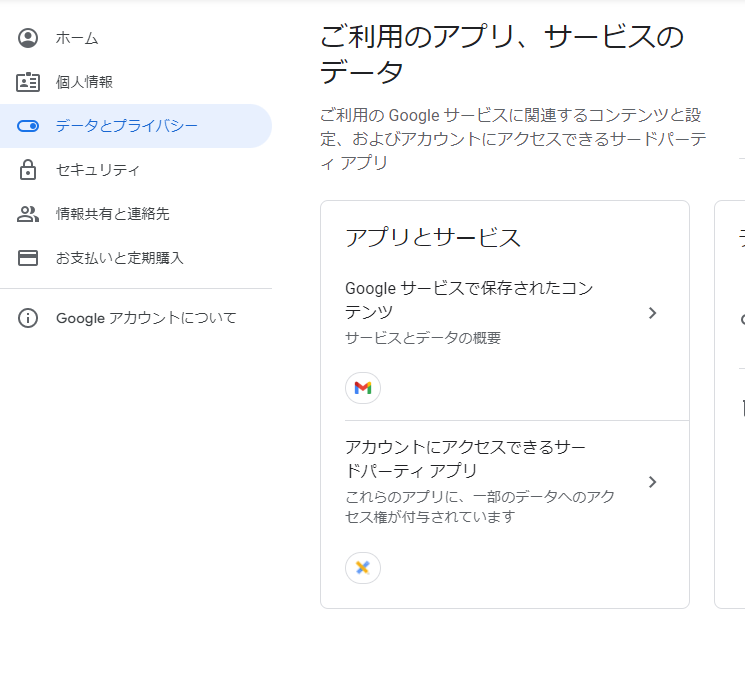 ホーム
個人情報
データとプライバシー
セキュリティ
情報共有と連絡先
お支払いと定期購入
Google アカウントについて
ご利用のアプリ、サービスの
データ
ご利用の Google サービスに関連するコンテンツと設
定、およびアカウントにアクセスできるサードパーテ
ィ アプリ
アプリとサービス
Google サービスで保存されたコン
テンツ
サービスとデータの概要
アカウントにアクセスできるサー
ドパーティ アプリ
これらのアプリに、一部のデータへのアク
セス権が付与されています